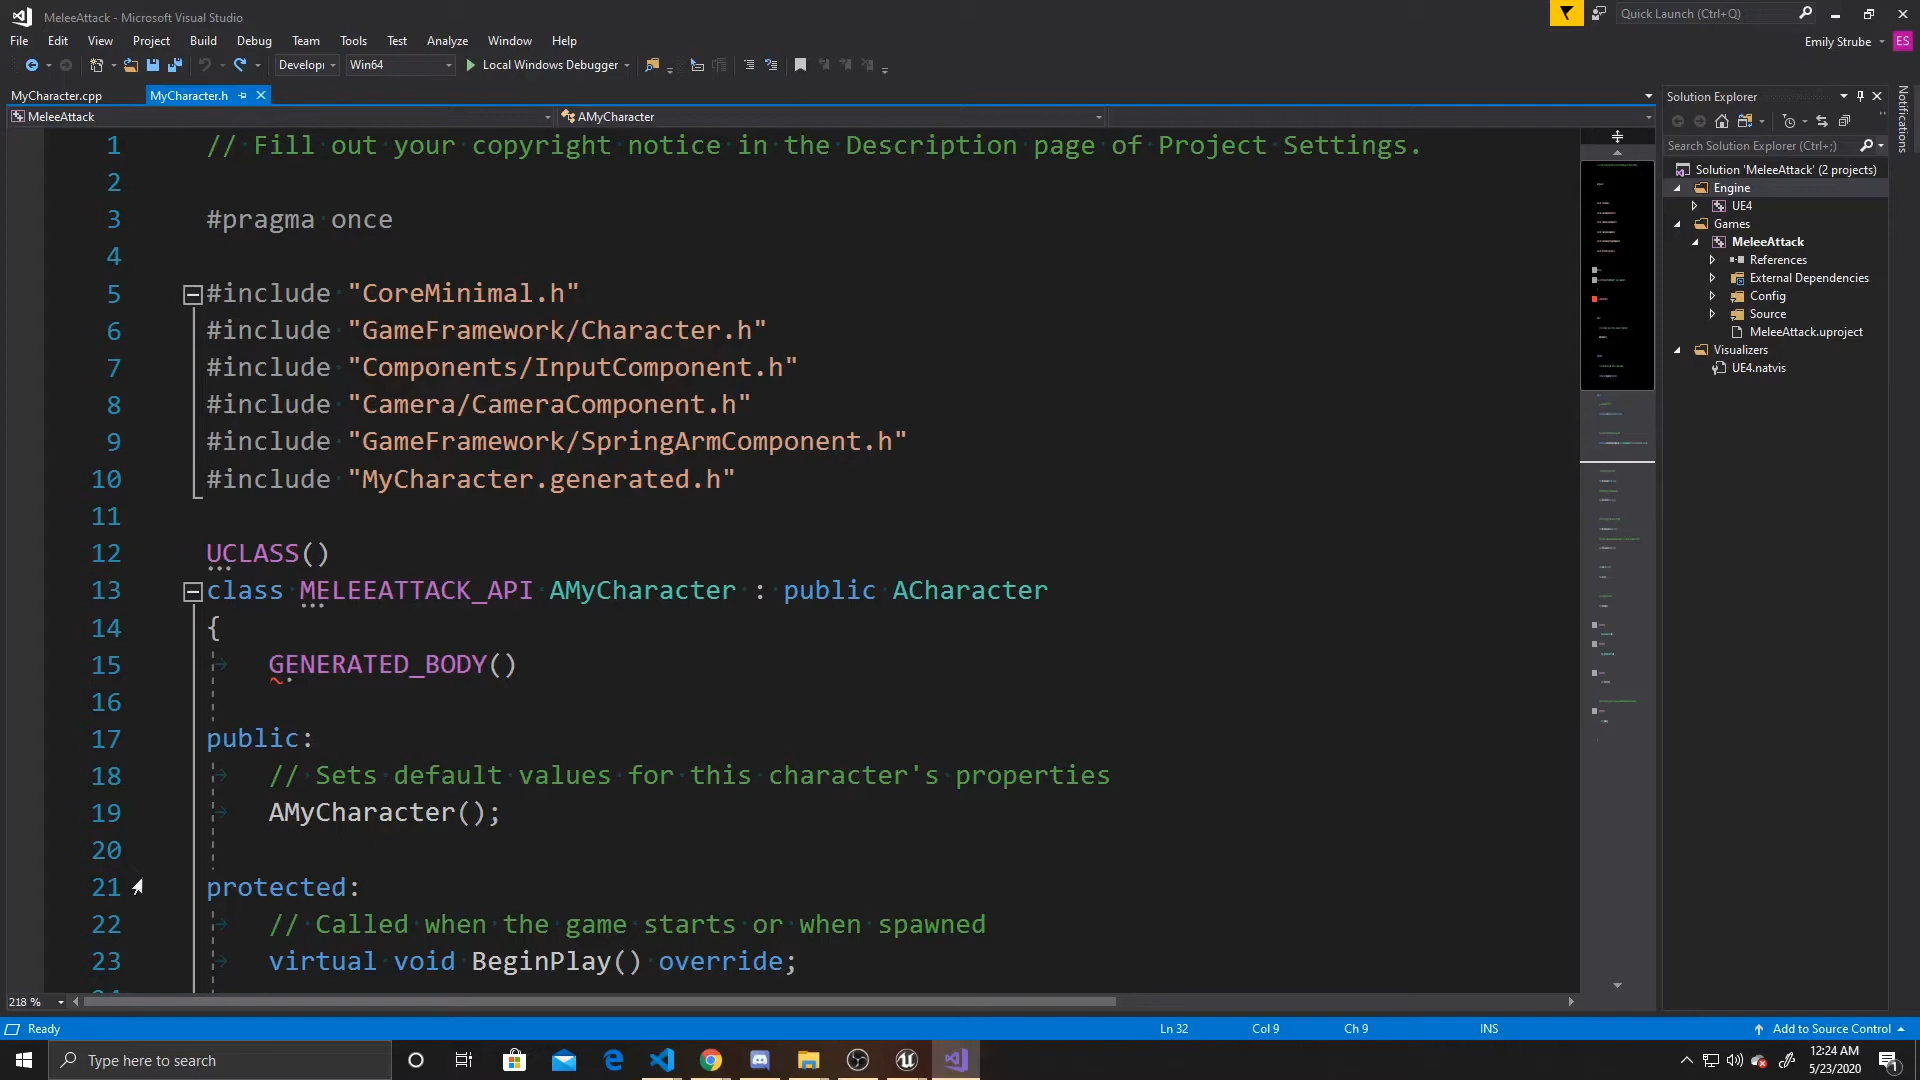 MeleeAttack - Microsoft Visual Studio
Quick Launch (Ctrl+Q)
File Edit View Project Build Debug Team Tools Test Analyze Window Help
Emily Strube ES
Develop Win64 Local Windows Debugger
MyCharacter.cpp MyCharacter.h
MeleeAttack AMyCharacter
1 // Fill out your copyright notice in the Description page of Project Settings.
2
3 #pragma once
4
5 #include "CoreMinimal.h"
6 #include "GameFramework/Character.h"
7 #include "Components/InputComponent.h"
8 #include "Camera/CameraComponent.h"
9 #include "GameFramework/SpringArmComponent.h"
10 #include "MyCharacter.generated.h"
11
12 UCLASS()
13 class MELEEATTACK_API AMyCharacter : public ACharacter
14 {
15 GENERATED_BODY()
16
17 public:
18 // Sets default values for this character's properties
19 AMyCharacter();
20
21 protected:
22 // Called when the game starts or when spawned
23 virtual void BeginPlay() override;
218 %
Solution Explorer
Search Solution Explorer (Ctrl+;)
Solution 'MeleeAttack' (2 projects)
Engine
UE4
Games
MeleeAttack
References
External Dependencies
Config
Source
MeleeAttack.uproject
Visualizers
UE4.natvis
Notifications
Ready Ln 32 Col 9 Ch 9 INS Add to Source Control
Type here to search
12:24 AM
5/23/2020
1